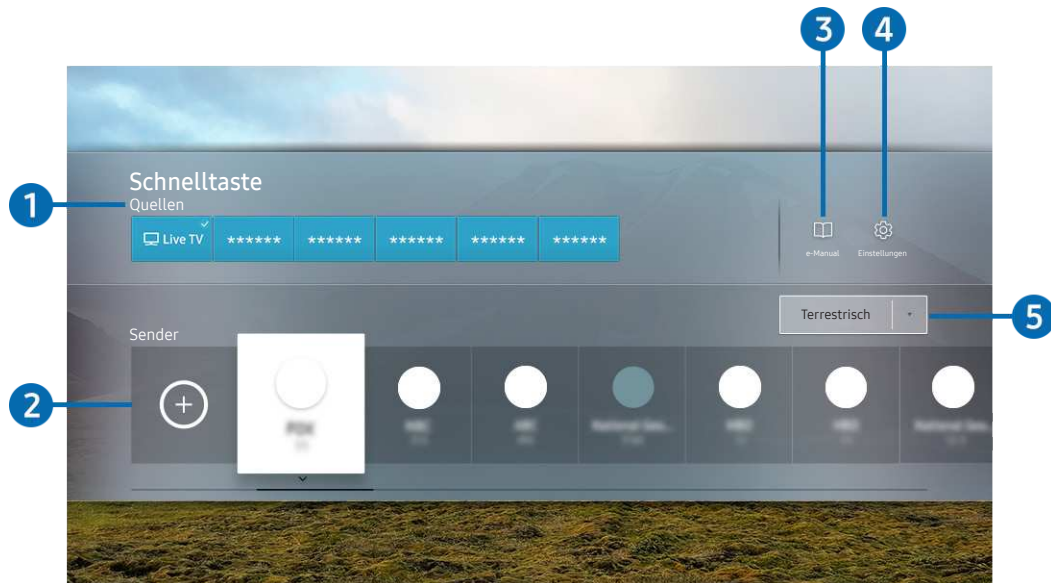 3 4
Schnelltaste
1 Quellen
Live TV ****** ****** ****** ****** ******
e-Manual Einstellungen
Terrestrisch 5
Sender
2